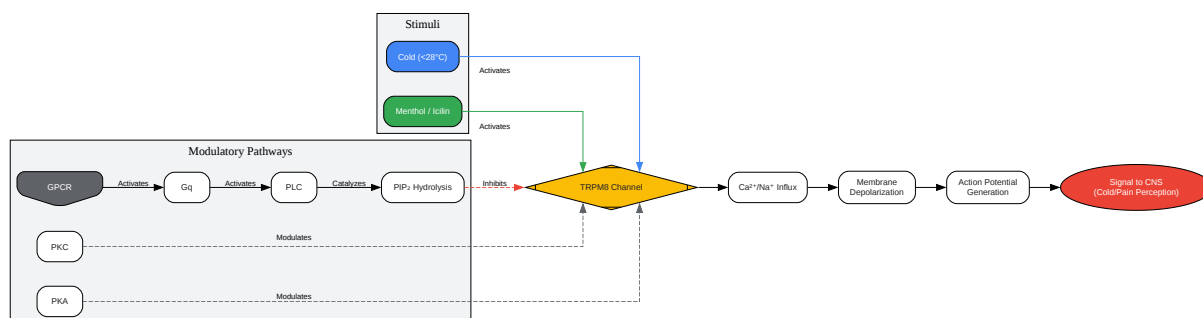 Stimuli
Cold (<28°C)
Activates
Menthol / Icilin
Activates
Modulatory Pathways
GPCR
Activates
Gq
Activates
PLC
Catalyzes
PIP₂ Hydrolysis
Inhibits
TRPM8 Channel
Ca²⁺/Na⁺ Influx
Membrane
Depolarization
Action Potential
Generation
Signal to CNS
(Cold/Pain Perception)
PKC
Modulates
PKA
Modulates